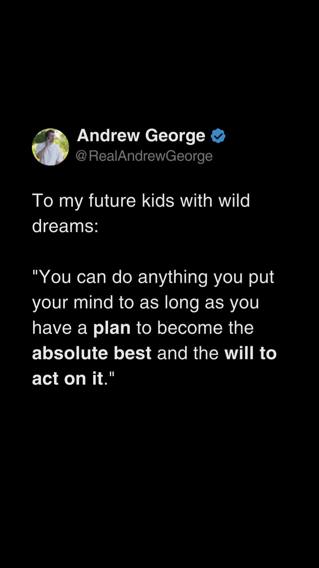 Andrew George
@RealAndrewGeorge
To my future kids with wild
dreams:
"You can do anything you put
your mind to as long as you
have a plan to become the
absolute best and the will to
act on it."